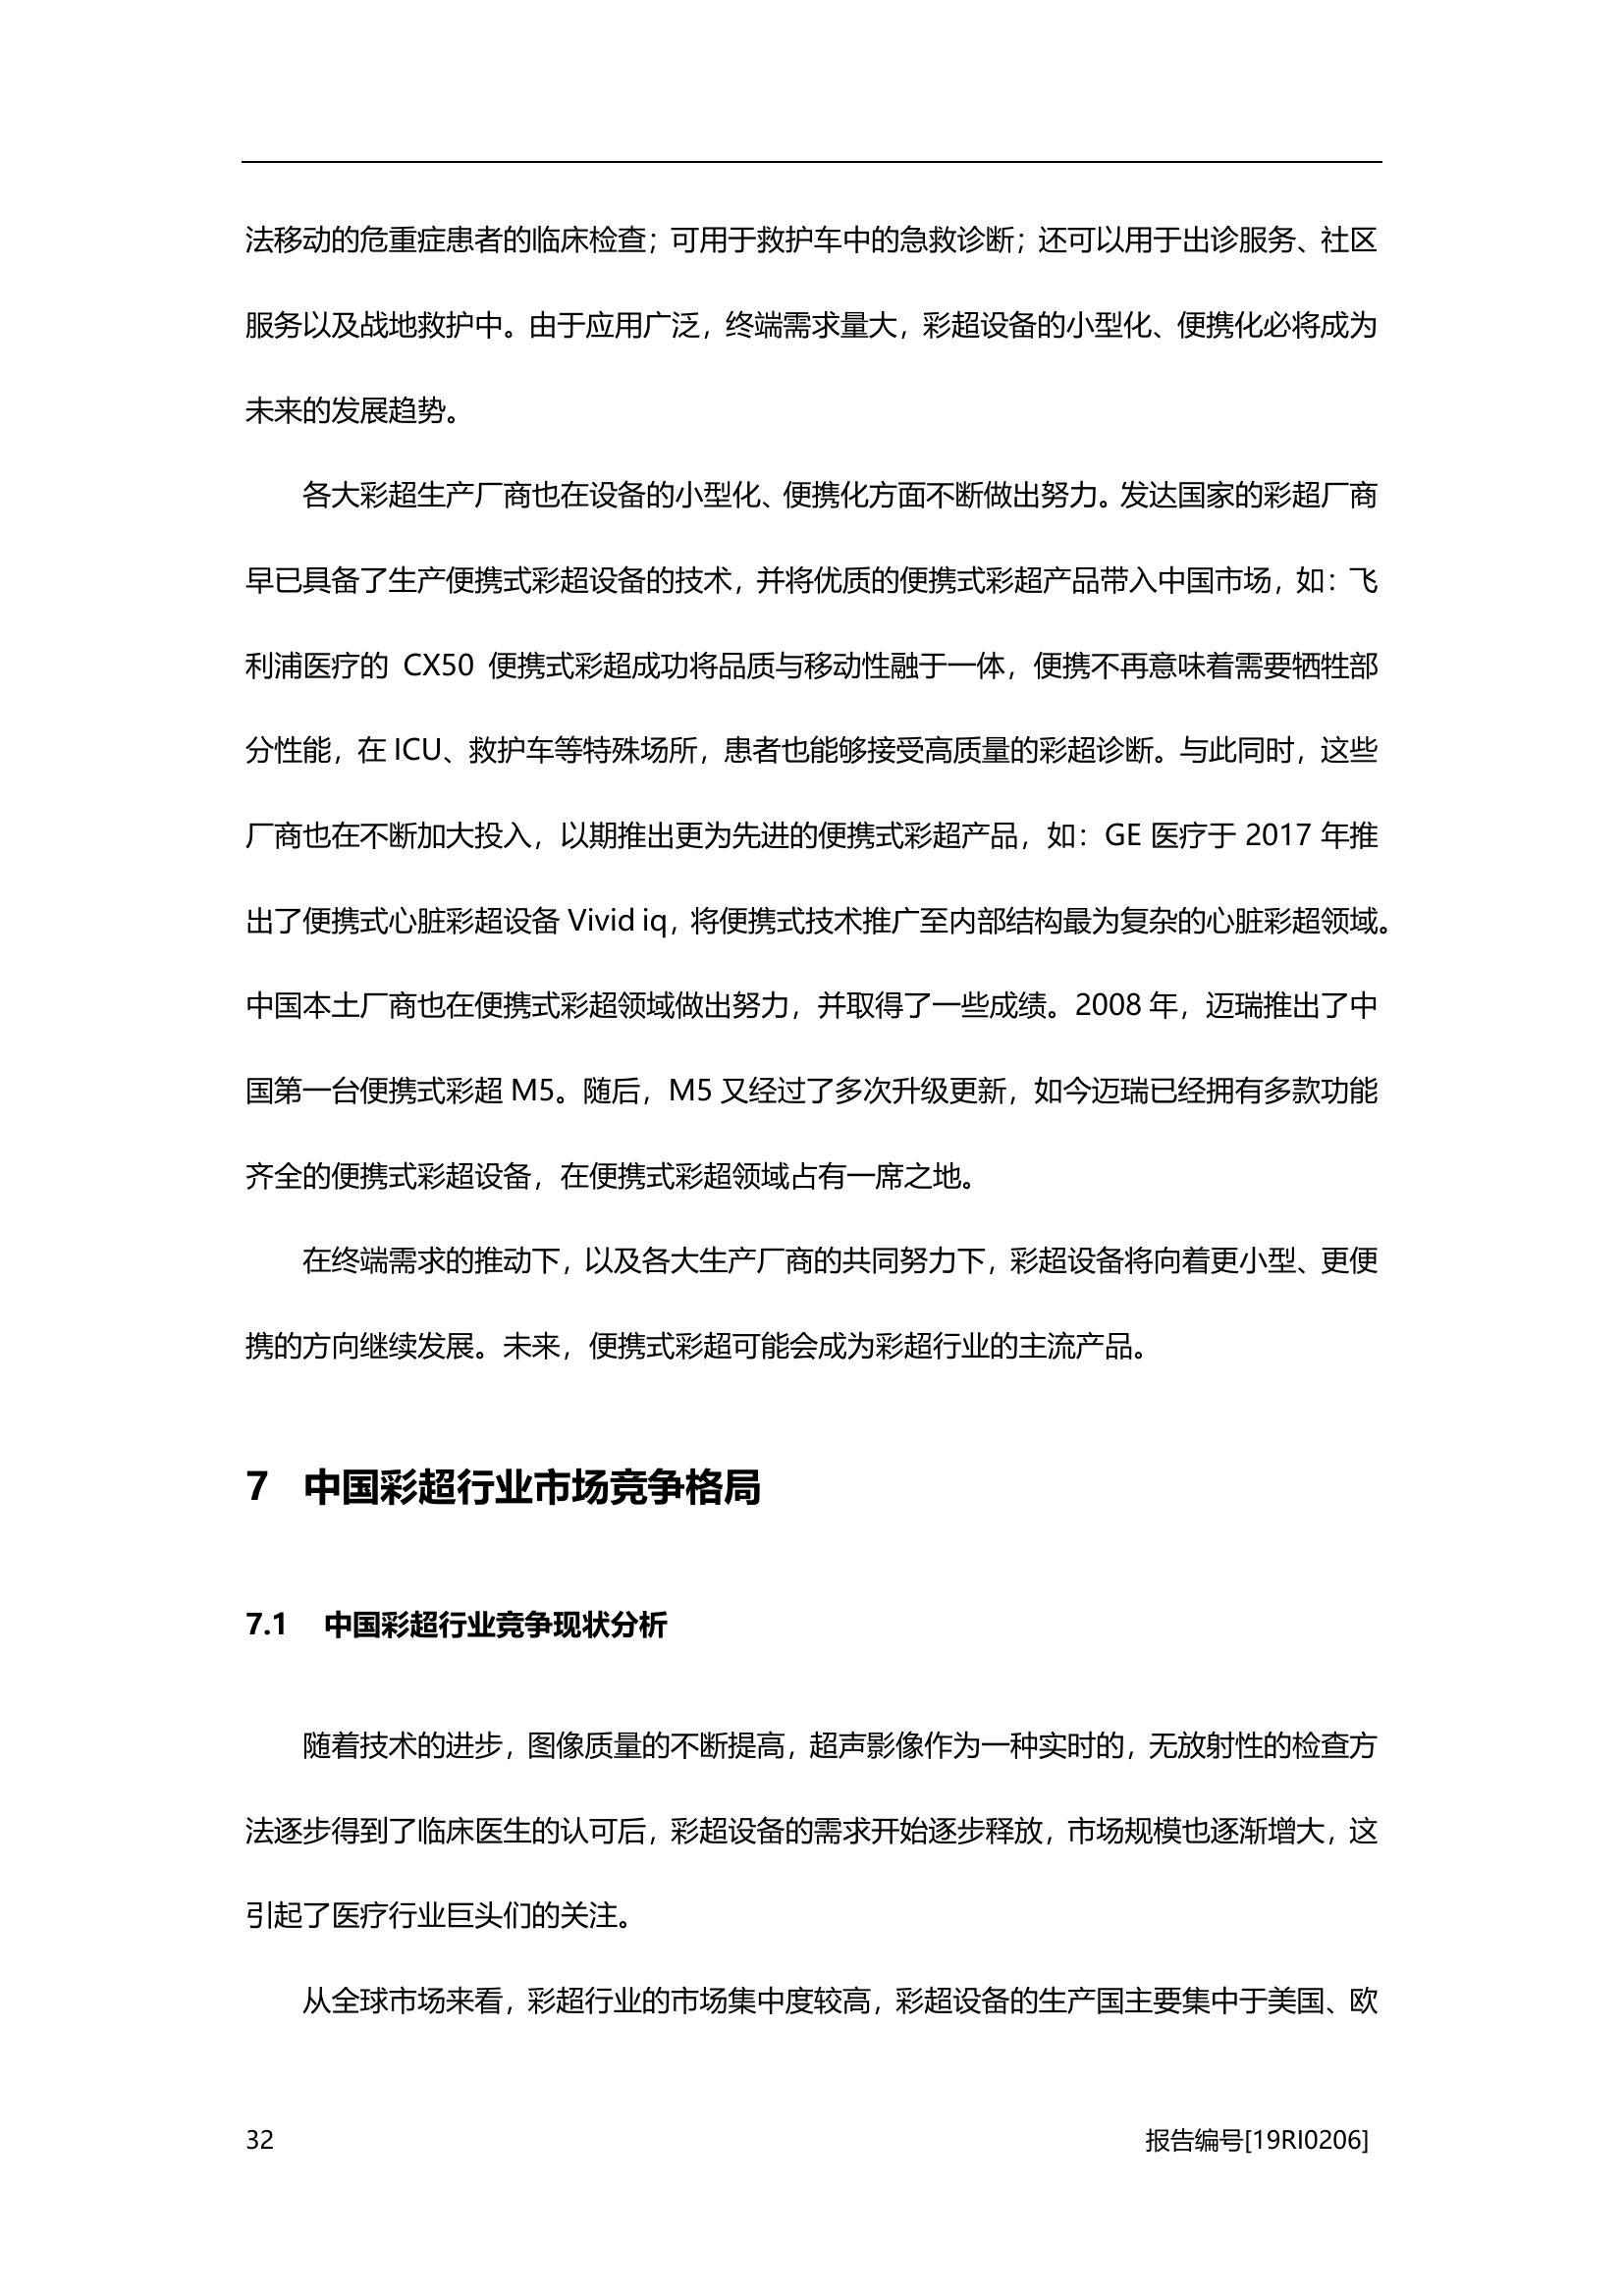 法移动的危重症患者的临床检查；可用于救护车中的急救诊断；还可以用于出诊服务、社区
服务以及战地救护中。由于应用广泛，终端需求量大，彩超设备的小型化、便携化必将成为
未来的发展趋势。
各大彩超生产厂商也在设备的小型化、便携化方面不断做出努力。发达国家的彩超厂商
早已具备了生产便携式彩超设备的技术，并将优质的便携式彩超产品带入中国市场，如：飞
利浦医疗的 CX50 便携式彩超成功将品质与移动性融于一体，便携不再意味着需要牺牲部
分性能，在 ICU、救护车等特殊场所，患者也能够接受高质量的彩超诊断。与此同时，这些
厂商也在不断加大投入，以期推出更为先进的便携式彩超产品，如：GE 医疗于 2017 年推
出了便携式心脏彩超设备 Vivid iq，将便携式技术推广至内部结构最为复杂的心脏彩超领域。
中国本土厂商也在便携式彩超领域做出努力，并取得了一些成绩。2008 年，迈瑞推出了中
国第一台便携式彩超 M5。随后，M5 又经过了多次升级更新，如今迈瑞已经拥有多款功能
齐全的便携式彩超设备，在便携式彩超领域占有一席之地。
在终端需求的推动下，以及各大生产厂商的共同努力下，彩超设备将向着更小型、更便
携的方向继续发展。未来，便携式彩超可能会成为彩超行业的主流产品。
7 中国彩超行业市场竞争格局
7.1 中国彩超行业竞争现状分析
随着技术的进步，图像质量的不断提高，超声影像作为一种实时的，无放射性的检查方
法逐步得到了临床医生的认可后，彩超设备的需求开始逐步释放，市场规模也逐渐增大，这
引起了医疗行业巨头们的关注。
从全球市场来看，彩超行业的市场集中度较高，彩超设备的生产国主要集中于美国、欧
32 报告编号[19RI0206]